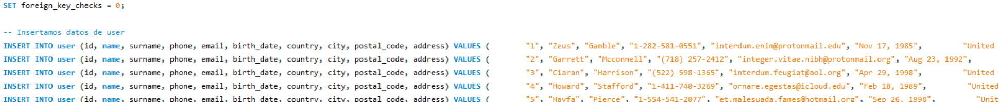 SET foreign_key_checks = 0;
-- Insertamos datos de user
INSERT INTO user (id, name, surname, phone, email, birth_date, country, city, postal_code, address) VALUES ( "1", "Zeus", "Gamble", "1-282-581-0551", "interdum.enim@protonmail.edu", "Nov 17, 1985", "United
INSERT INTO user (id, name, surname, phone, email, birth_date, country, city, postal_code, address) VALUES ( "2", "Garrett", "Mcconnell", "(718) 257-2412", "integer.vitae.nibh@protonmail.org", "Aug 23, 1992",
INSERT INTO user (id, name, surname, phone, email, birth_date, country, city, postal_code, address) VALUES ( "3", "Ciaran", "Harrison", "(522) 598-1365", "interdum.feugiat@aol.org", "Apr 29, 1998", "United
INSERT INTO user (id, name, surname, phone, email, birth_date, country, city, postal_code, address) VALUES ( "4", "Howard", "Stafford", "1-411-740-3269", "ornare.egestas@icloud.edu", "Feb 18, 1989", "United
INSERT INTO user (id, name, surname, phone, email, birth_date, country, city, postal_code, address) VALUES ( "5", "Hayfa", "Pierce", "1-554-541-2077", "et.malesuada.fames@hotmail.org", "Sep 26, 1998", "Unit